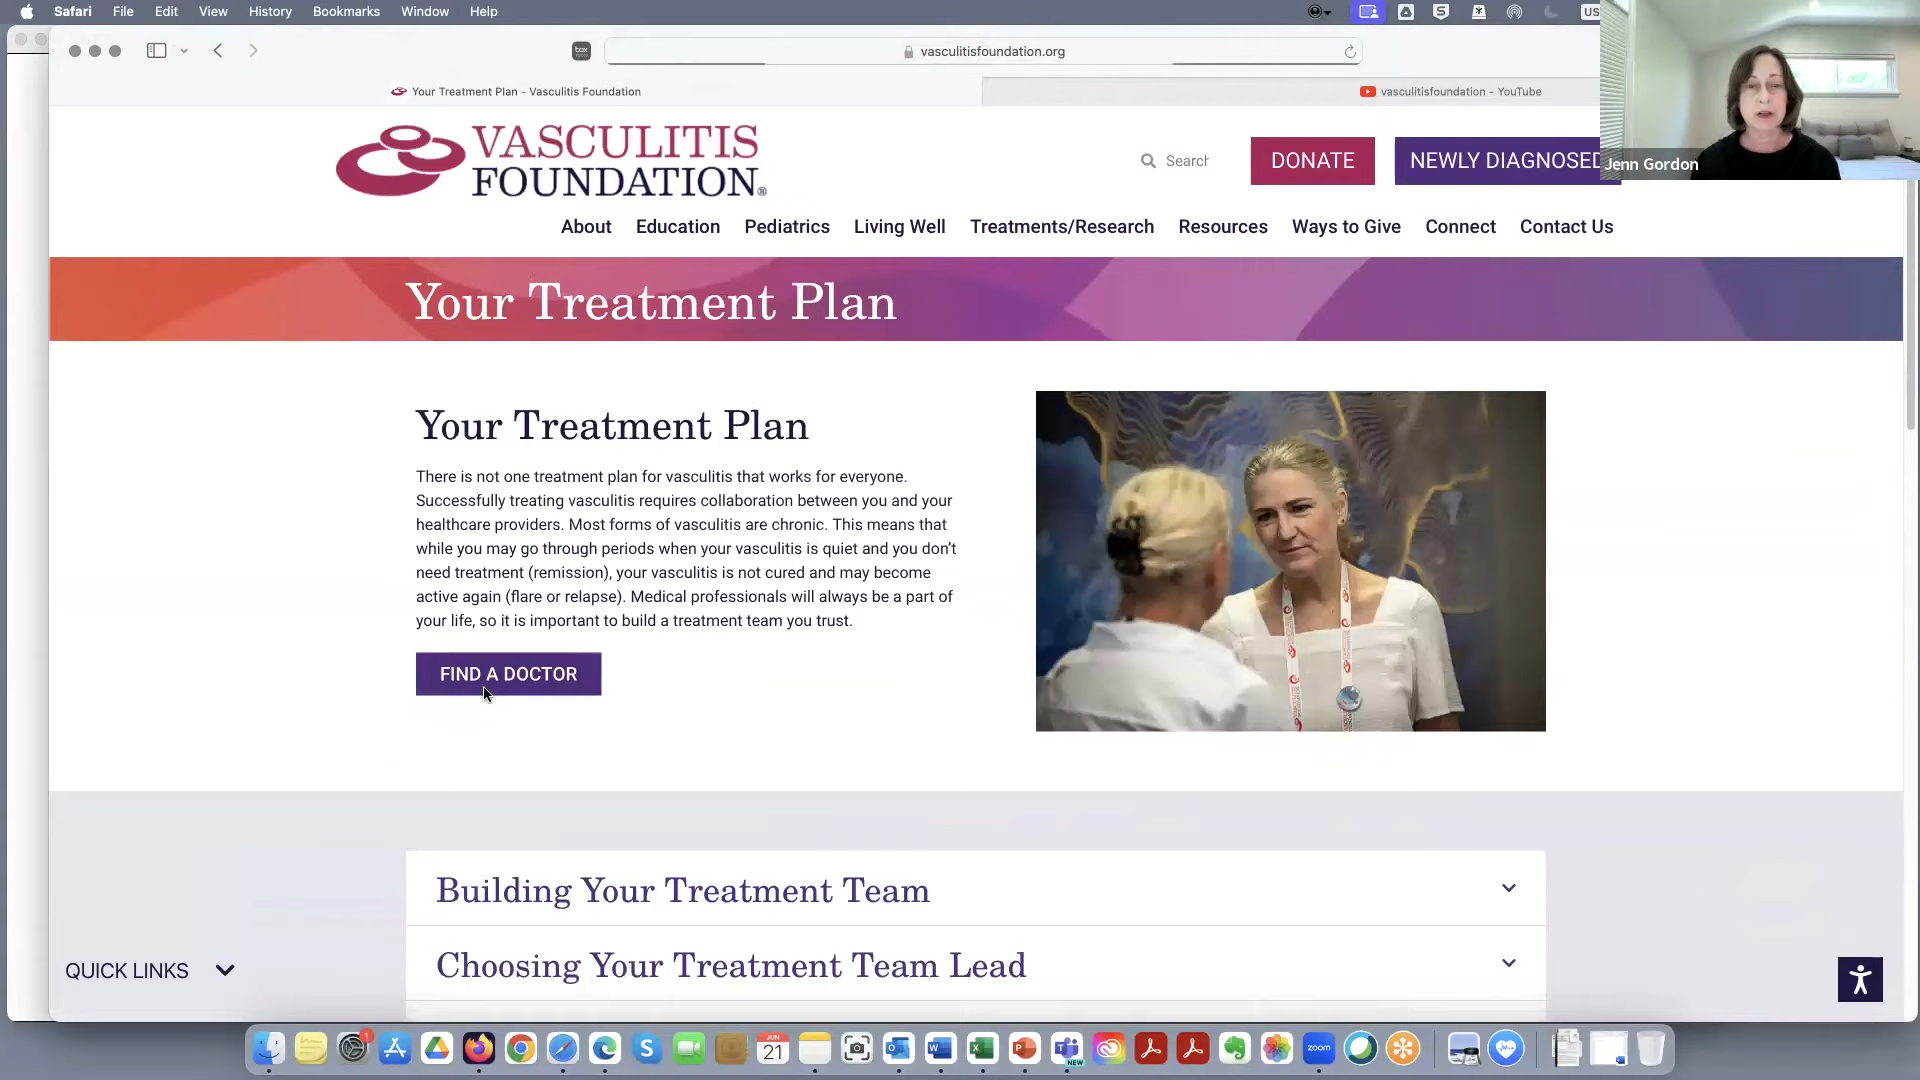 Safari File Edit View History Bookmarks Window Help
US
vasculitisfoundation.org
Your Treatment Plan - Vasculitis Foundation
vasculitisfoundation - YouTube
VASCULITIS
FOUNDATION®
Search
DONATE
NEWLY DIAGNOSED
Jenn Gordon
About Education Pediatrics Living Well Treatments/Research Resources Ways to Give Connect Contact Us
Your Treatment Plan
Your Treatment Plan
There is not one treatment plan for vasculitis that works for everyone.
Successfully treating vasculitis requires collaboration between you and your
healthcare providers. Most forms of vasculitis are chronic. This means that
while you may go through periods when your vasculitis is quiet and you don’t
need treatment (remission), your vasculitis is not cured and may become
active again (flare or relapse). Medical professionals will always be a part of
your life, so it is important to build a treatment team you trust.
FIND A DOCTOR
Building Your Treatment Team
Choosing Your Treatment Team Lead
QUICK LINKS
JUN
21
zoom
NEW